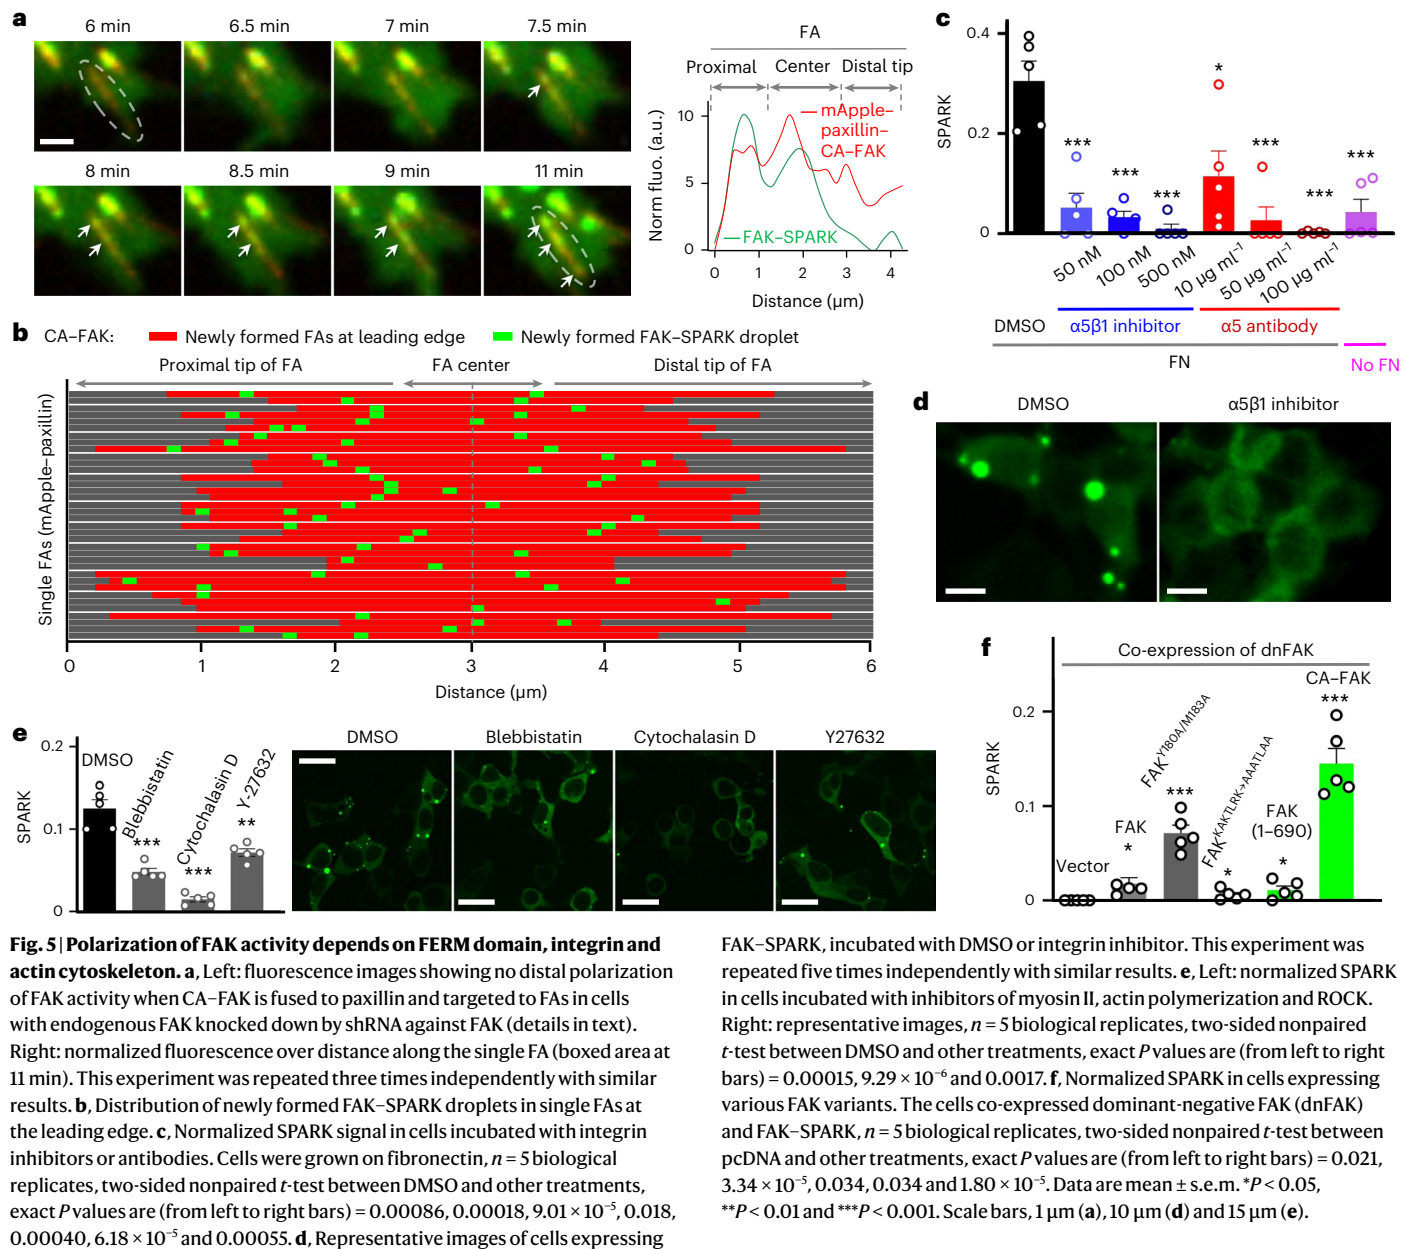 a
6 min
6.5 min
7 min
7.5 min
8 min
8.5 min
9 min
11 min
FA
Proximal
Center
Distal tip
Norm fluo. (a.u.)
10
5
0
mApple–
paxillin–
CA–FAK
FAK–SPARK
0
1
2
3
4
Distance (µm)
b
CA–FAK:
Newly formed FAs at leading edge
Newly formed FAK–SPARK droplet
Proximal tip of FA
FA center
Distal tip of FA
Single FAs (mApple–paxillin)
0
1
2
3
4
5
6
Distance (µm)
c
SPARK
0.4
0.2
0
***
***
***
*
***
***
***
50 nM
100 nM
500 nM
10 µg ml⁻¹
50 µg ml⁻¹
100 µg ml⁻¹
DMSO
α5β1 inhibitor
α5 antibody
FN
No FN
d
DMSO
α5β1 inhibitor
e
SPARK
0.2
0.1
0
DMSO
Blebbistatin
***
Cytochalasin D
***
Y-27632
**
DMSO
Blebbistatin
Cytochalasin D
Y27632
f
Co-expression of dnFAK
SPARK
0.2
0.1
0
Vector
FAK
*
FAK^Y180A/M183A
***
FAK^KAKTLRK→AAATLAA
*
FAK
(1–690)
*
CA–FAK
***
Fig. 5 | Polarization of FAK activity depends on FERM domain, integrin and
actin cytoskeleton. a, Left: fluorescence images showing no distal polarization
of FAK activity when CA–FAK is fused to paxillin and targeted to FAs in cells
with endogenous FAK knocked down by shRNA against FAK (details in text).
Right: normalized fluorescence over distance along the single FA (boxed area at
11 min). This experiment was repeated three times independently with similar
results. b, Distribution of newly formed FAK–SPARK droplets in single FAs at
the leading edge. c, Normalized SPARK signal in cells incubated with integrin
inhibitors or antibodies. Cells were grown on fibronectin, n = 5 biological
replicates, two-sided nonpaired t-test between DMSO and other treatments,
exact P values are (from left to right bars) = 0.00086, 0.00018, 9.01 × 10⁻⁵, 0.018,
0.00040, 6.18 × 10⁻⁵ and 0.00055. d, Representative images of cells expressing
FAK–SPARK, incubated with DMSO or integrin inhibitor. This experiment was
repeated five times independently with similar results. e, Left: normalized SPARK
in cells incubated with inhibitors of myosin II, actin polymerization and ROCK.
Right: representative images, n = 5 biological replicates, two-sided nonpaired
t-test between DMSO and other treatments, exact P values are (from left to right
bars) = 0.00015, 9.29 × 10⁻⁶ and 0.0017. f, Normalized SPARK in cells expressing
various FAK variants. The cells co-expressed dominant-negative FAK (dnFAK)
and FAK–SPARK, n = 5 biological replicates, two-sided nonpaired t-test between
pcDNA and other treatments, exact P values are (from left to right bars) = 0.021,
3.34 × 10⁻⁵, 0.034, 0.034 and 1.80 × 10⁻⁵. Data are mean ± s.e.m. *P < 0.05,
**P < 0.01 and ***P < 0.001. Scale bars, 1 µm (a), 10 µm (d) and 15 µm (e).